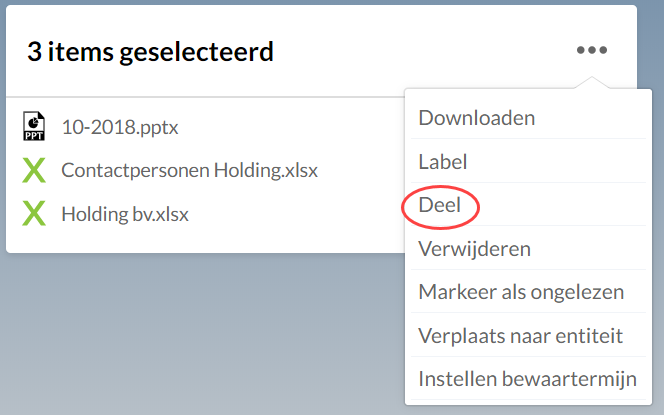 3 items geselecteerd
PPT
10-2018.pptx
Contactpersonen Holding.xlsx
Holding bv.xlsx
Downloaden
Label
Deel
Verwijderen
Markeer als ongelezen
Verplaats naar entiteit
Instellen bewaartermijn